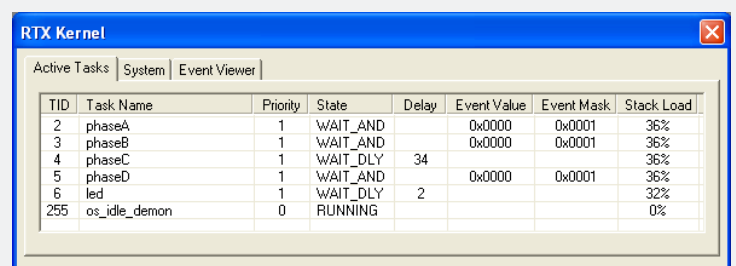 RTX Kernel
Active Tasks System Event Viewer
TID Task Name Priority State Delay Event Value Event Mask Stack Load
2 phaseA 1 WAIT_AND 0x0000 0x0001 36%
3 phaseB 1 WAIT_AND 0x0000 0x0001 36%
4 phaseC 1 WAIT_DLY 34 36%
5 phaseD 1 WAIT_AND 0x0000 0x0001 36%
6 led 1 WAIT_DLY 2 32%
255 os_idle_demon 0 RUNNING 0%